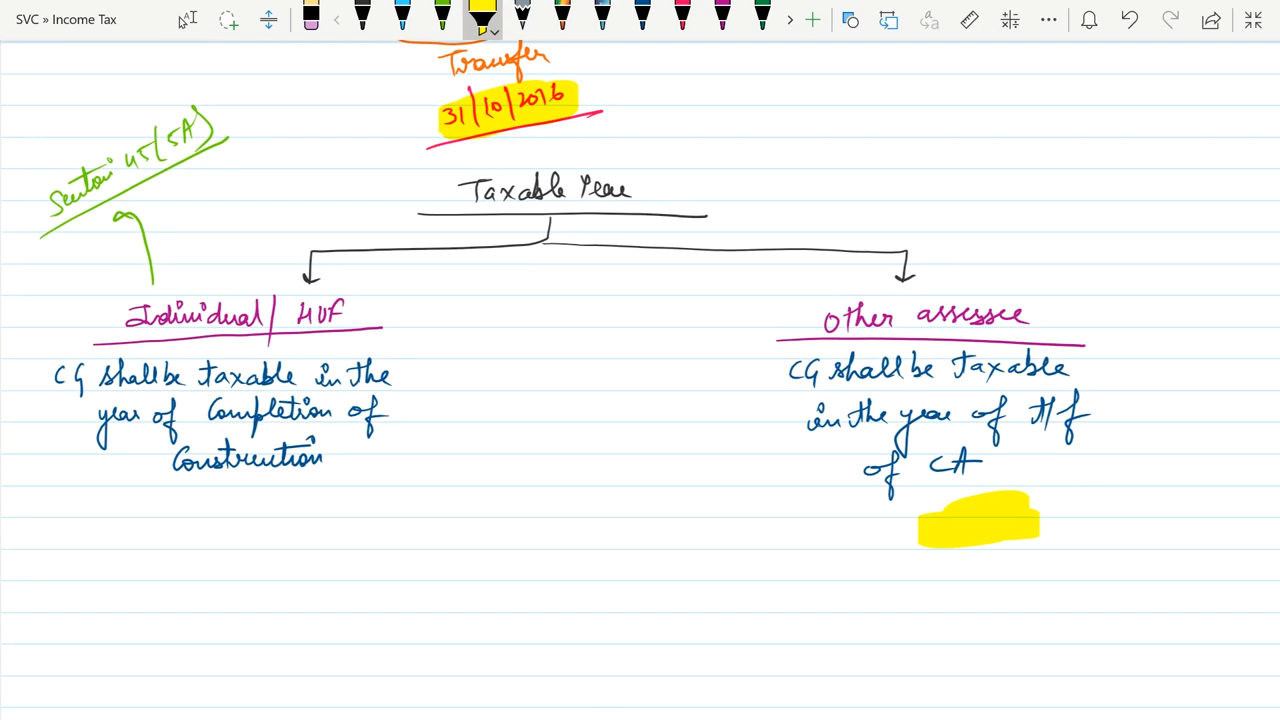 SVC » Income Tax
Transfer
31/10/2026
Section 45(5A)
Taxable Year
Individual / HUF
Other assessee
CG shall be taxable in the
year of Completion of
Construction
CG shall be Taxable
in the year of T/f
of CA